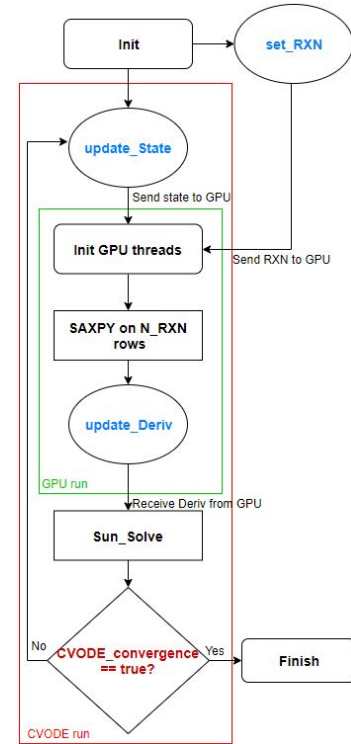 Init
set_RXN
update_State
Send state to GPU
Init GPU threads
Send RXN to GPU
SAXPY on N_RXN
rows
update_Deriv
GPU run
Receive Deriv from GPU
Sun_Solve
No
CVODE_convergence
== true?
Yes
Finish
CVODE run